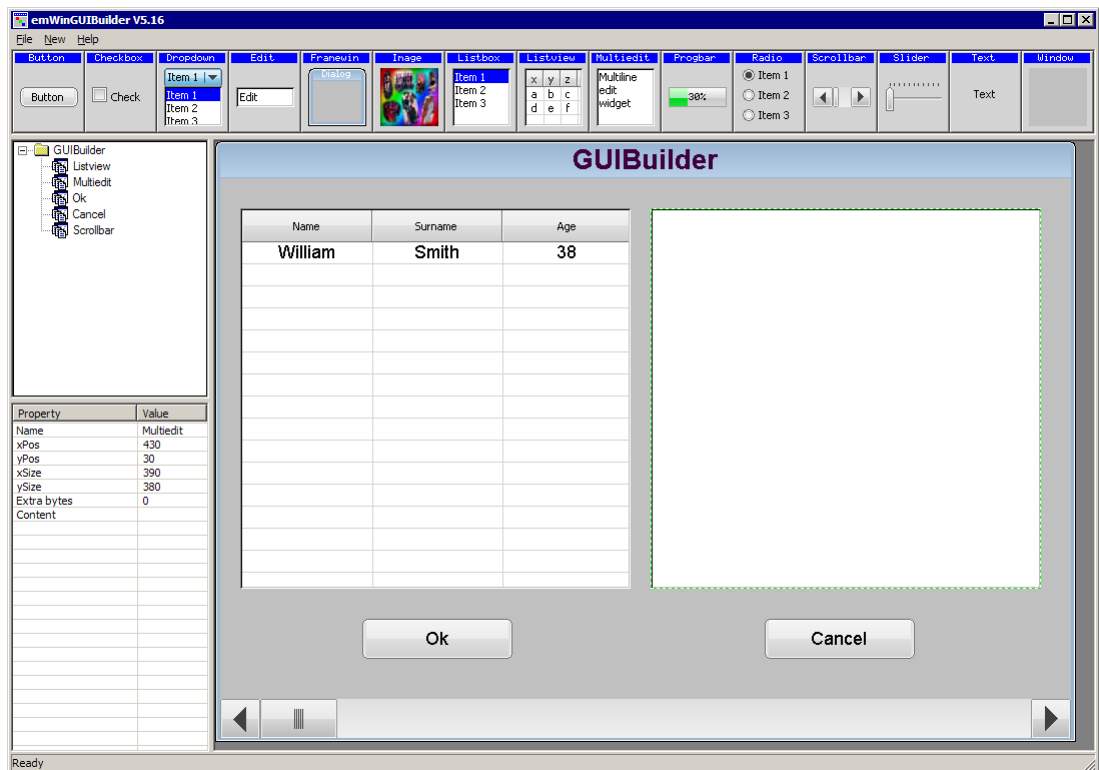 emWinGUIBuilder V5.16
File New Help
Button Checkbox Dropdown Edit Framewin Image Listbox Listview Multiedit Progbar Radio Scrollbar Slider Text Window
Button
Check
Item 1
Item 1
Item 2
Item 3
Edit
Dialog
Item 1
Item 2
Item 3
x y z
a b c
d e f
Multiline
edit
widget
30%
Item 1
Item 2
Item 3
Text
GUIBuilder
Listview
Multiedit
Ok
Cancel
Scrollbar
Property Value
Name Multiedit
xPos 430
yPos 30
xSize 390
ySize 380
Extra bytes 0
Content
GUIBuilder
Name Surname Age
William Smith 38
Ok
Cancel
Ready